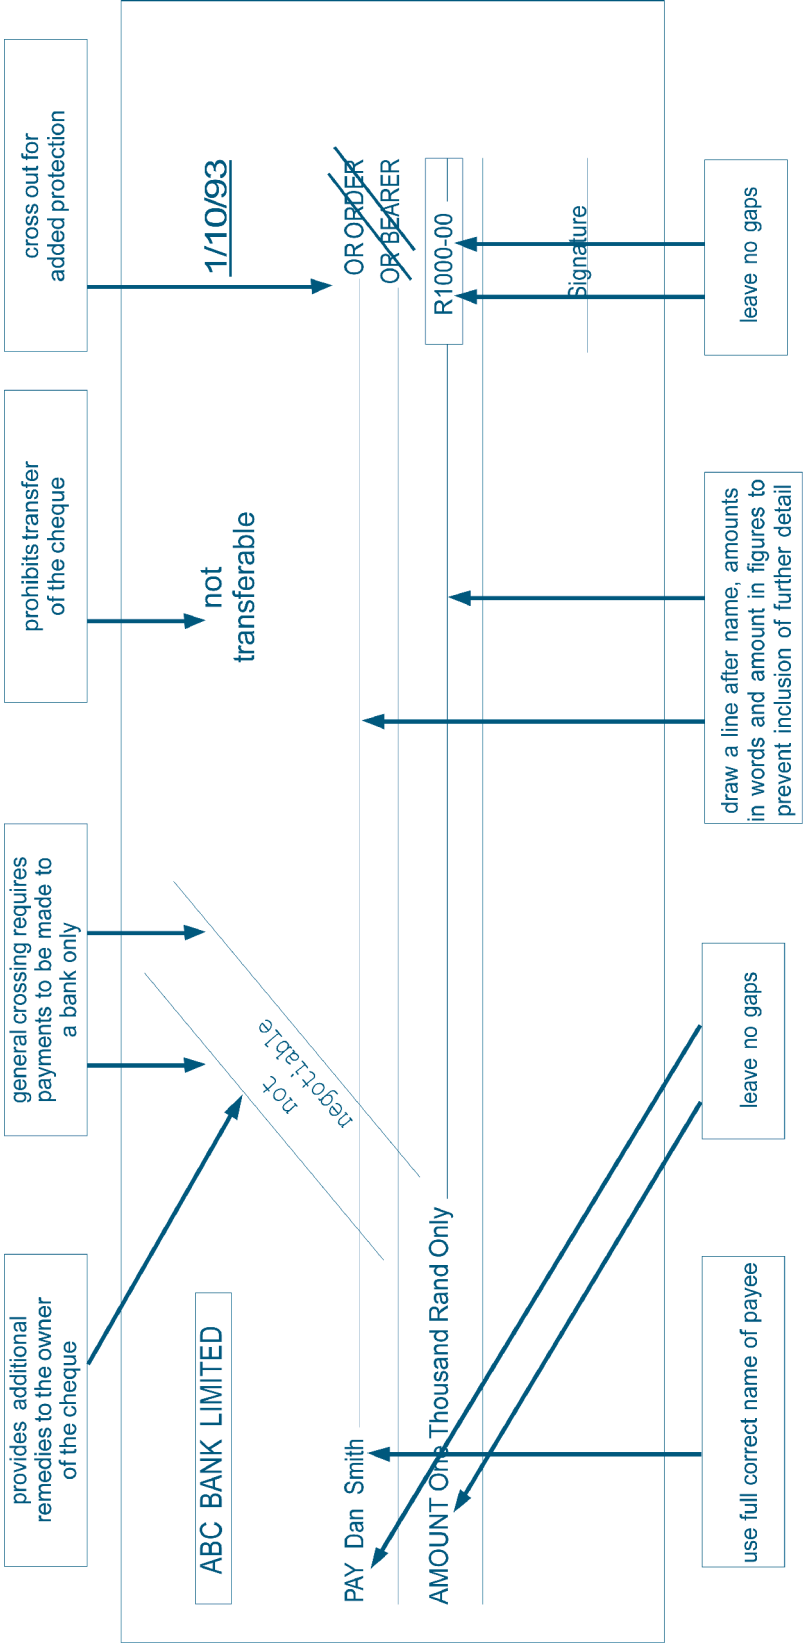 provides additional
remedies to the owner
of the cheque
general crossing requires
payments to be made to
a bank only
prohibits transfer
of the cheque
cross out for
added protection
ABC BANK LIMITED
not
negotiable
not
transferable
1/10/93
PAY Dan Smith
OR ORDER
OR BEARER
AMOUNT One Thousand Rand Only
R1000-00
Signature
use full correct name of payee
leave no gaps
draw a line after name, amounts
in words and amount in figures to
prevent inclusion of further detail
leave no gaps